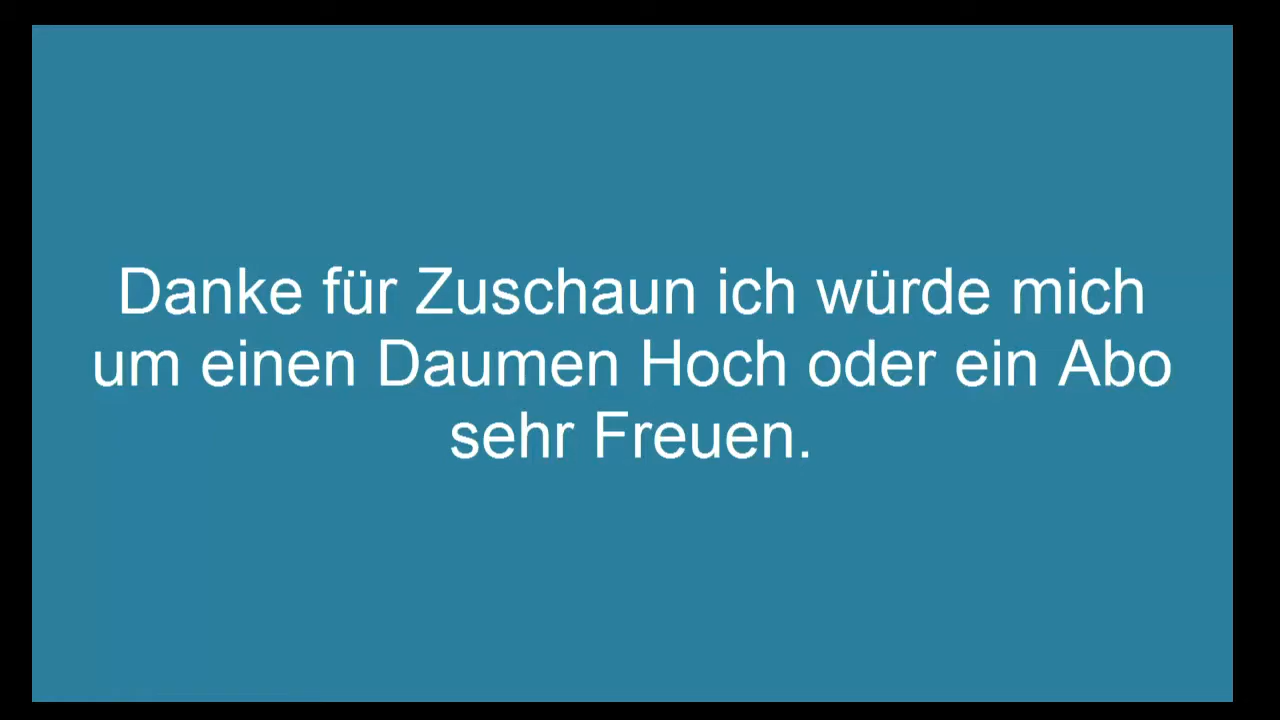 Danke für Zuschaun ich würde mich
um einen Daumen Hoch oder ein Abo
sehr Freuen.